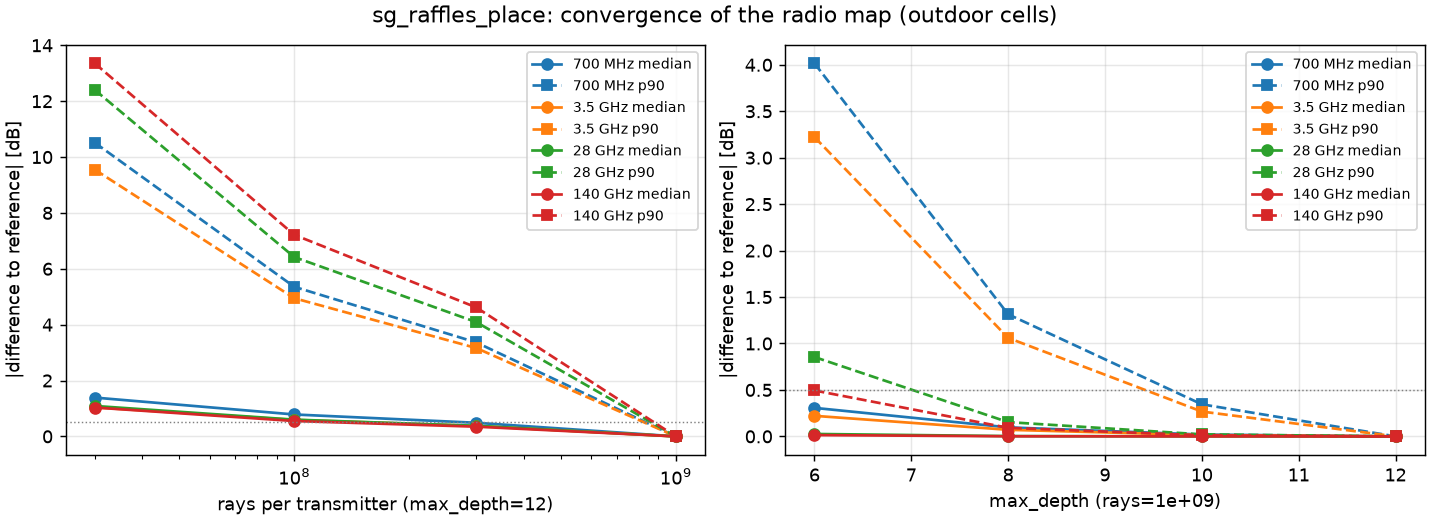 sg_raffles_place: convergence of the radio map (outdoor cells)
|difference to reference| [dB]
14
12
10
8
6
4
2
0
10⁸
10⁹
rays per transmitter (max_depth=12)
700 MHz median
700 MHz p90
3.5 GHz median
3.5 GHz p90
28 GHz median
28 GHz p90
140 GHz median
140 GHz p90
|difference to reference| [dB]
4.0
3.5
3.0
2.5
2.0
1.5
1.0
0.5
0.0
6
7
8
9
10
11
12
max_depth (rays=1e+09)
700 MHz median
700 MHz p90
3.5 GHz median
3.5 GHz p90
28 GHz median
28 GHz p90
140 GHz median
140 GHz p90